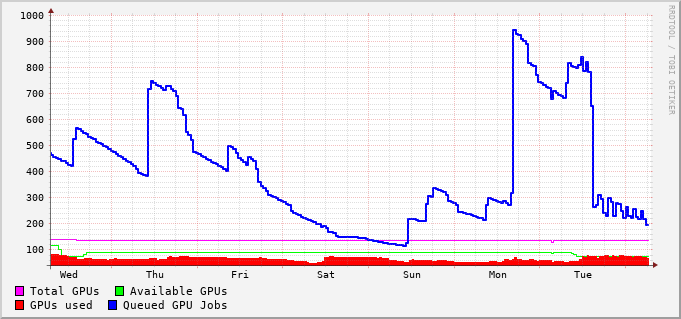 1000
900
800
700
600
500
400
300
200
100
Wed Thu Fri Sat Sun Mon Tue
Total GPUs Available GPUs
GPUs used Queued GPU Jobs
RRDTOOL / TOBI OETIKER